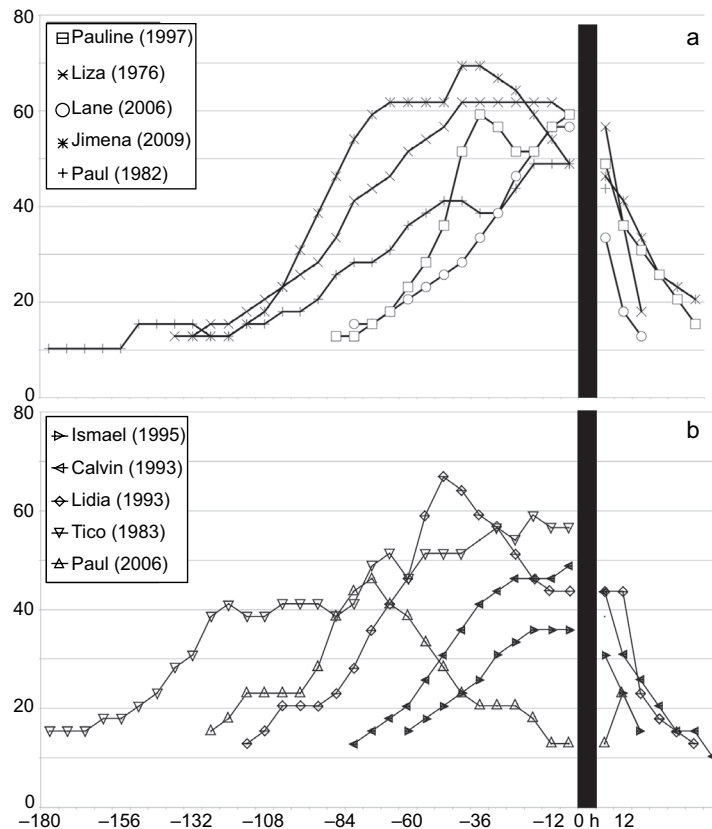 80
60
40
20
0
Pauline (1997)
Liza (1976)
Lane (2006)
Jimena (2009)
Paul (1982)
a
80
60
40
20
0
Ismael (1995)
Calvin (1993)
Lidia (1993)
Tico (1983)
Paul (2006)
b
–180 –156 –132 –108 –84 –60 –36 –12 0 h 12